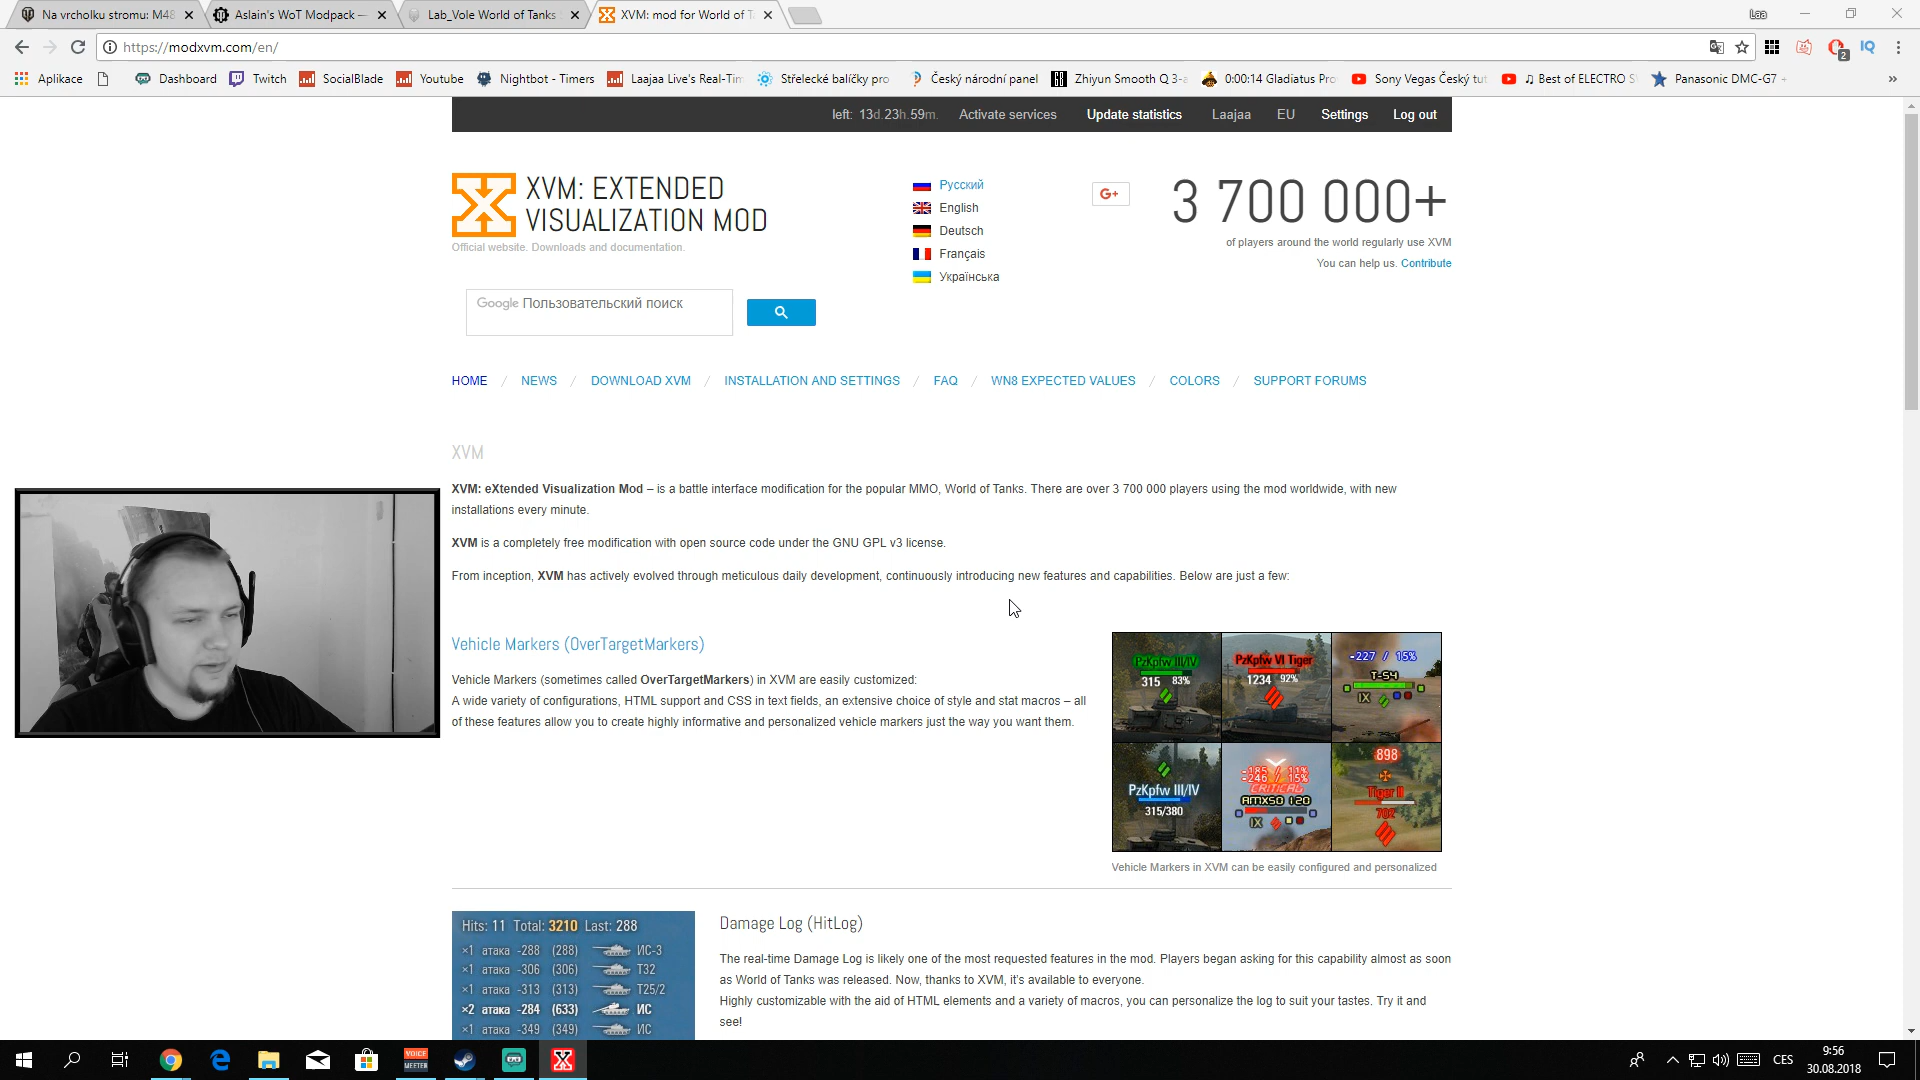 Na vrcholku stromu: M48
Aslain's WoT Modpack —
Lab_Vole World of Tanks
XVM: mod for World of T
Laa
https://modxvm.com/en/
2
IQ
Aplikace
Dashboard
Twitch
SocialBlade
Youtube
Nightbot - Timers
Laajaa Live's Real-Tim
Střelecké balíčky pro
Český národní panel
Zhiyun Smooth Q 3-a
0:00:14 Gladiatus Pro
Sony Vegas Český tut
♫ Best of ELECTRO S
Panasonic DMC-G7 -
»
left: 13d.23h.59m.
Activate services
Update statistics
Laajaa
EU
Settings
Log out
XVM: EXTENDED
VISUALIZATION MOD
Official website. Downloads and documentation.
Русский
English
Deutsch
Français
Українська
G+
3 700 000+
of players around the world regularly use XVM
You can help us. Contribute
Google Пользовательский поиск
HOME / NEWS / DOWNLOAD XVM / INSTALLATION AND SETTINGS / FAQ / WN8 EXPECTED VALUES / COLORS / SUPPORT FORUMS
XVM
XVM: eXtended Visualization Mod – is a battle interface modification for the popular MMO, World of Tanks. There are over 3 700 000 players using the mod worldwide, with new
installations every minute.
XVM is a completely free modification with open source code under the GNU GPL v3 license.
From inception, XVM has actively evolved through meticulous daily development, continuously introducing new features and capabilities. Below are just a few:
Vehicle Markers (OverTargetMarkers)
Vehicle Markers (sometimes called OverTargetMarkers) in XVM are easily customized:
A wide variety of configurations, HTML support and CSS in text fields, an extensive choice of style and stat macros – all
of these features allow you to create highly informative and personalized vehicle markers just the way you want them.
PzKpfw III/IV
315 83%
PzKpfw VI Tiger
1234 92%
-227 / 15%
T-54
IX
PzKpfw III/IV
315/380
-185 / 11%
-246 / 15%
CRITICAL
AMX50 120
IX
898
Tiger II
702
Vehicle Markers in XVM can be easily configured and personalized
Hits: 11 Total: 3210 Last: 288
×1 атака -288 (288) ИС-3
×1 атака -306 (306) T32
×1 атака -313 (313) T25/2
×2 атака -284 (633) ИС
×1 атака -349 (349) ИС
Damage Log (HitLog)
The real-time Damage Log is likely one of the most requested features in the mod. Players began asking for this capability almost as soon
as World of Tanks was released. Now, thanks to XVM, it's available to everyone.
Highly customizable with the aid of HTML elements and a variety of macros, you can personalize the log to suit your tastes. Try it and
see!
VOICE
MEETER
CES
9:56
30.08.2018